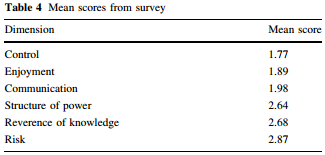 Table 4 Mean scores from survey
Dimension Mean score
Control 1.77
Enjoyment 1.89
Communication 1.98
Structure of power 2.64
Reverence of knowledge 2.68
Risk 2.87